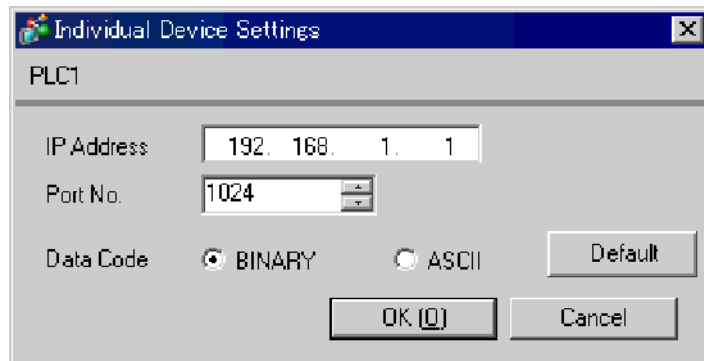 Individual Device Settings
PLC1
IP Address 192. 168. 1. 1
Port No. 1024
Data Code BINARY ASCII Default
OK (O) Cancel